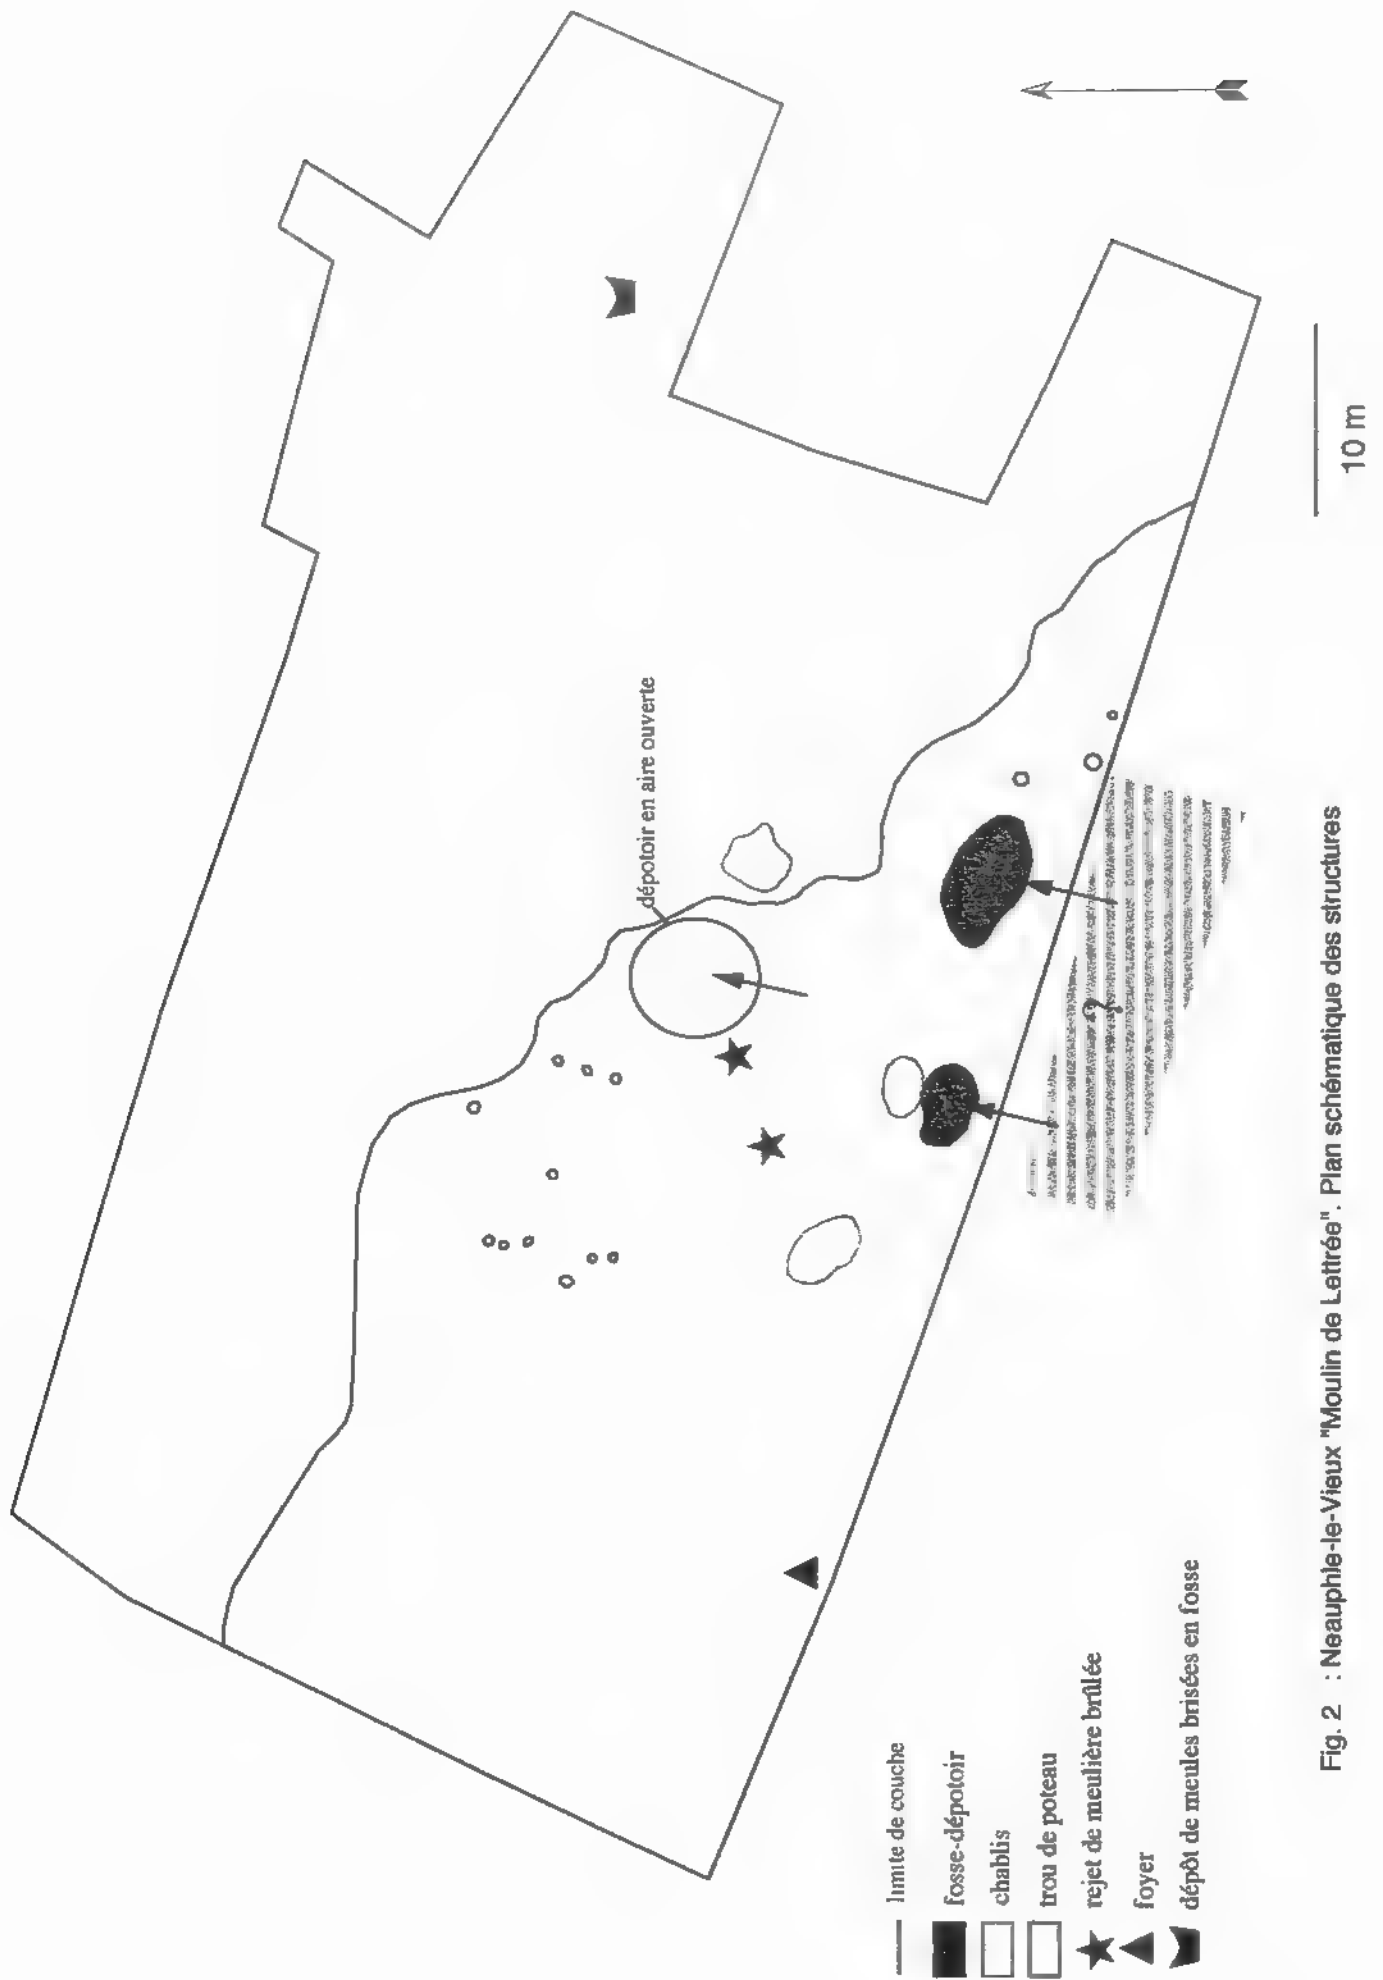 dépotoir en aire ouverte
?
10 m
limite de couche
fosse-dépotoir
chablis
trou de poteau
rejet de meulière brûlée
foyer
dépôt de meules brisées en fosse
Fig. 2 : Neauphle-le-Vieux "Moulin de Lettrée". Plan schématique des structures